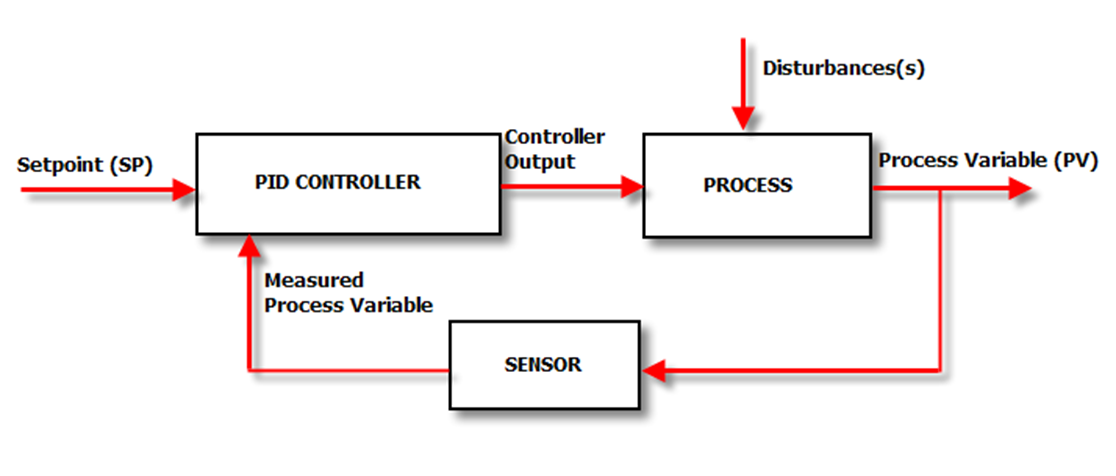 Disturbances(s)
Setpoint (SP)
PID CONTROLLER
Controller
Output
PROCESS
Process Variable (PV)
Measured
Process Variable
SENSOR